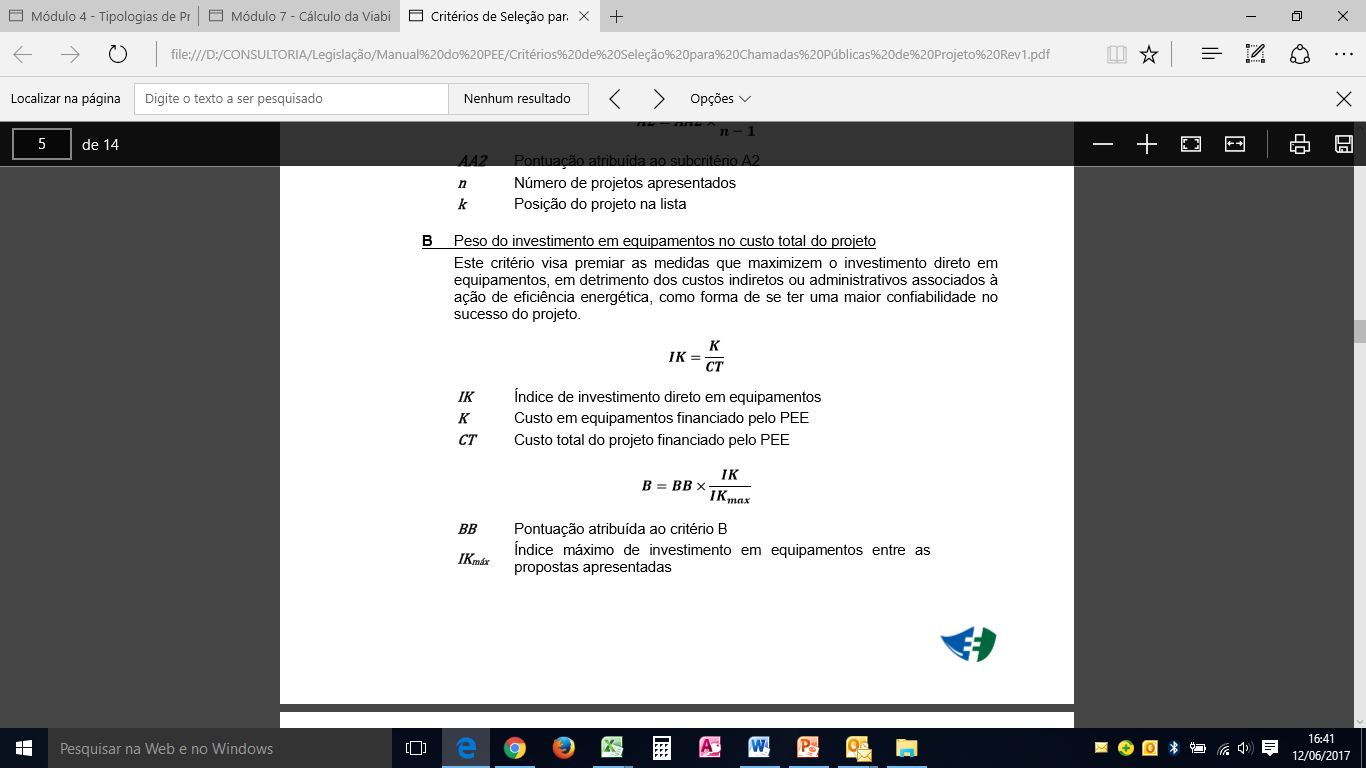 Módulo 4 - Tipologias de Pr
Módulo 7 - Cálculo da Viabi
Critérios de Seleção para
file:///D:/CONSULTORIA/Legislação/Manual%20do%20PEE/Critérios%20de%20Seleção%20para%20Chamadas%20Públicas%20de%20Projeto%20Rev1.pdf
Localizar na página
Digite o texto a ser pesquisado
Nenhum resultado
Opções
5 de 14
n − 1
AA2 Pontuação atribuída ao subcritério A2
n Número de projetos apresentados
k Posição do projeto na lista
B Peso do investimento em equipamentos no custo total do projeto
Este critério visa premiar as medidas que maximizem o investimento direto em
equipamentos, em detrimento dos custos indiretos ou administrativos associados à
ação de eficiência energética, como forma de se ter uma maior confiabilidade no
sucesso do projeto.
IK = K / CT
IK Índice de investimento direto em equipamentos
K Custo em equipamentos financiado pelo PEE
CT Custo total do projeto financiado pelo PEE
B = BB × IK / IKmax
BB Pontuação atribuída ao critério B
IKmáx Índice máximo de investimento em equipamentos entre as
propostas apresentadas
Pesquisar na Web e no Windows
16:41
12/06/2017